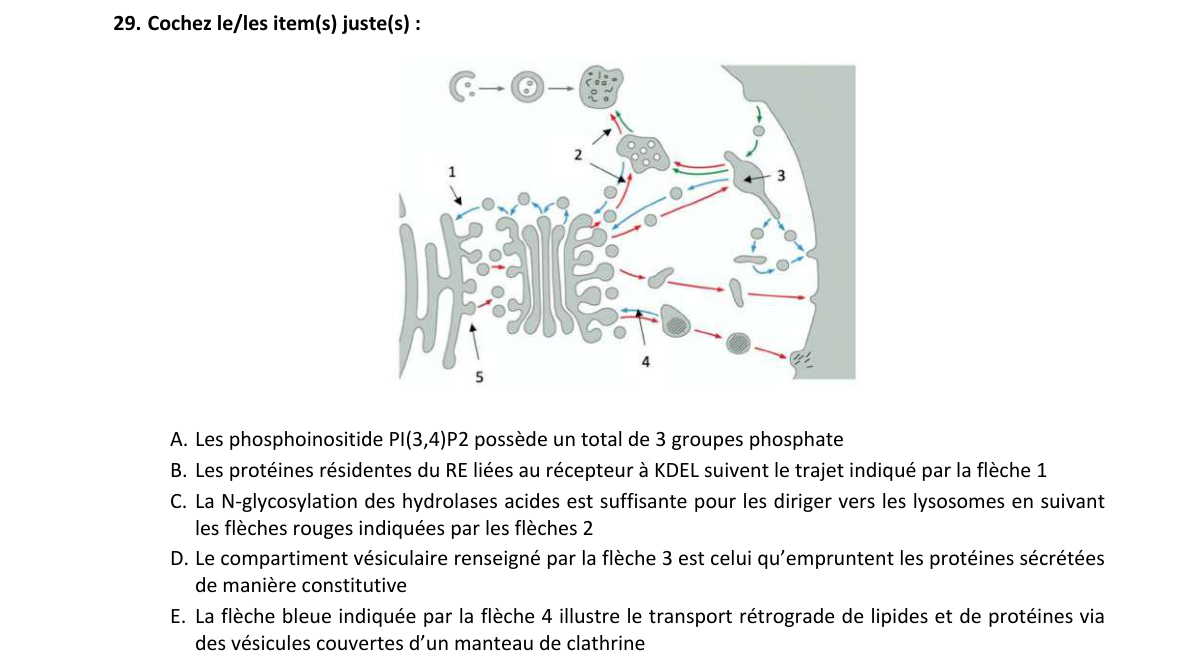 29. Cochez le/les item(s) juste(s) :
1
2
3
4
5
A. Les phosphoinositide PI(3,4)P2 possède un total de 3 groupes phosphate
B. Les protéines résidentes du RE liées au récepteur à KDEL suivent le trajet indiqué par la flèche 1
C. La N-glycosylation des hydrolases acides est suffisante pour les diriger vers les lysosomes en suivant
les flèches rouges indiquées par les flèches 2
D. Le compartiment vésiculaire renseigné par la flèche 3 est celui qu’empruntent les protéines sécrétées
de manière constitutive
E. La flèche bleue indiquée par la flèche 4 illustre le transport rétrograde de lipides et de protéines via
des vésicules couvertes d’un manteau de clathrine